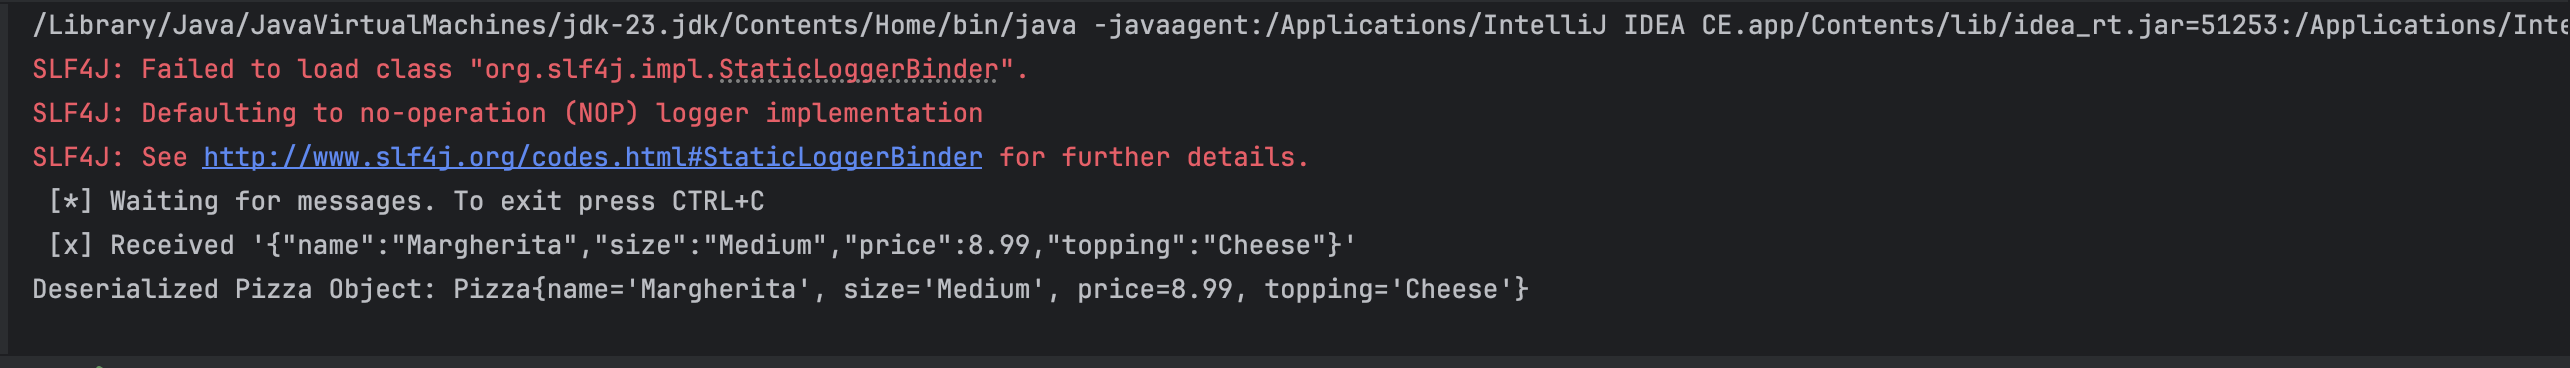 /Library/Java/JavaVirtualMachines/jdk-23.jdk/Contents/Home/bin/java -javaagent:/Applications/IntelliJ IDEA CE.app/Contents/lib/idea_rt.jar=51253:/Applications/Inte
SLF4J: Failed to load class "org.slf4j.impl.StaticLoggerBinder".
SLF4J: Defaulting to no-operation (NOP) logger implementation
SLF4J: See http://www.slf4j.org/codes.html#StaticLoggerBinder for further details.
 [*] Waiting for messages. To exit press CTRL+C
 [x] Received '{"name":"Margherita","size":"Medium","price":8.99,"topping":"Cheese"}'
Deserialized Pizza Object: Pizza{name='Margherita', size='Medium', price=8.99, topping='Cheese'}